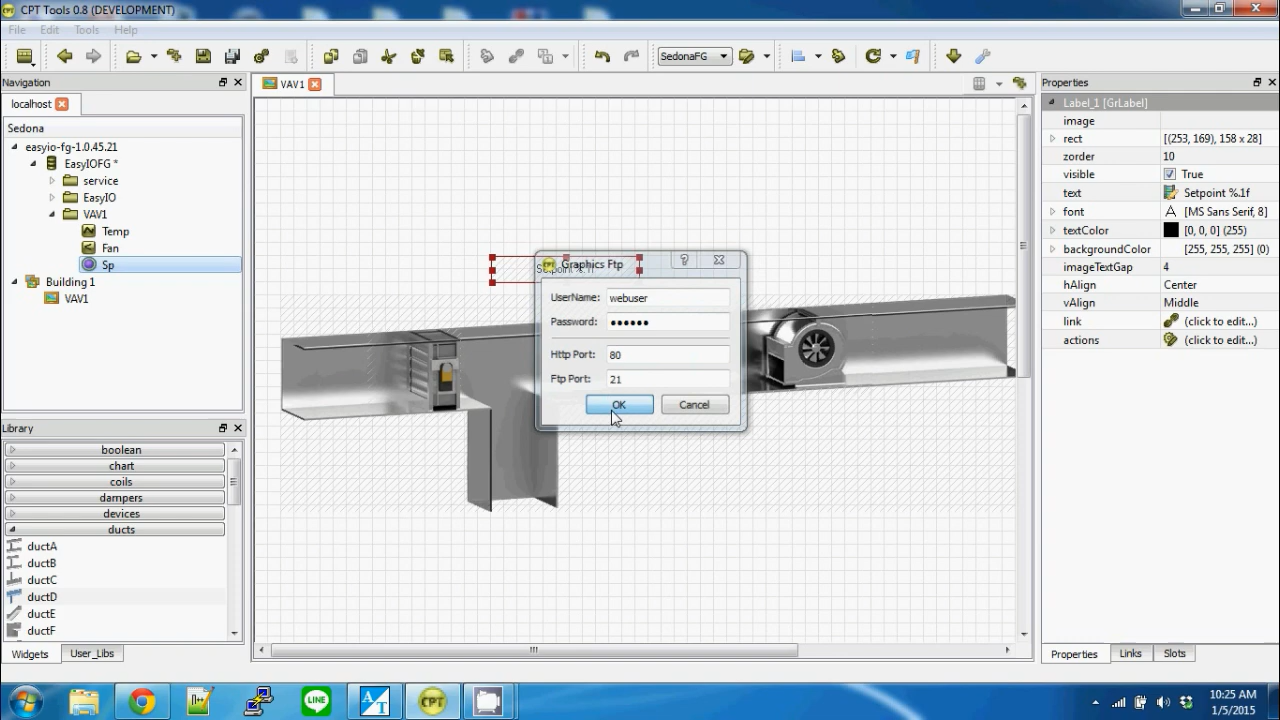 CPT Tools 0.8 (DEVELOPMENT)
File Edit Tools Help
SedonaFG
Navigation
localhost
Sedona
easyio-fg-1.0.45.21
EasyIOFG *
service
EasyIO
VAV1
Temp
Fan
Sp
Building 1
VAV1
Library
boolean
chart
coils
dampers
devices
ducts
ductA
ductB
ductC
ductD
ductE
ductF
Widgets User_Libs
VAV1
CPT Graphics Ftp
UserName: webuser
Password: ●●●●●●
Http Port: 80
Ftp Port: 21
OK Cancel
Properties
Label_1 [GrLabel]
image
rect [(253, 169), 158 x 28]
zorder 10
visible True
text Setpoint %.1f
font [MS Sans Serif, 8]
textColor [0, 0, 0] (255)
backgroundColor [255, 255, 255] (0)
imageTextGap 4
hAlign Center
vAlign Middle
link (click to edit...)
actions (click to edit...)
Properties Links Slots
LINE
CPT
10:25 AM
1/5/2015